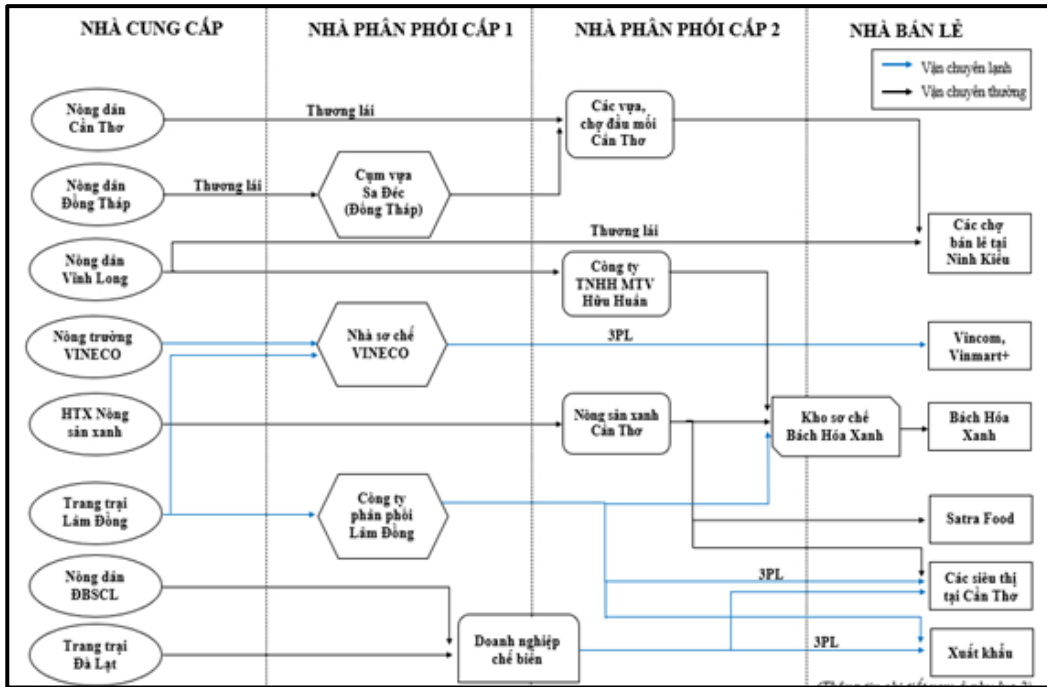 NHÀ CUNG CẤP
NHÀ PHÂN PHỐI CẤP 1
NHÀ PHÂN PHỐI CẤP 2
NHÀ BÁN LẺ
Vận chuyển lạnh
Vận chuyển thường
Nông dân
Cần Thơ
Thương lái
Các vựa,
chợ đầu mối
Cần Thơ
Nông dân
Đồng Tháp
Thương lái
Cụm vựa
Sa Đéc
(Đồng Tháp)
Nông dân
Vĩnh Long
Thương lái
Các chợ
bán lẻ tại
Ninh Kiều
Công ty
TNHH MTV
Hữu Huấn
Nông trường
VINECO
Nhà sơ chế
VINECO
3PL
Vincom,
Vinmart+
HTX Nông
sản xanh
Nông sản xanh
Cần Thơ
Kho sơ chế
Bách Hóa Xanh
Bách Hóa
Xanh
Trang trại
Lâm Đồng
Công ty
phân phối
Lâm Đồng
Satra Food
Nông dân
ĐBSCL
3PL
Các siêu thị
tại Cần Thơ
Trang trại
Đà Lạt
Doanh nghiệp
chế biến
3PL
Xuất khẩu